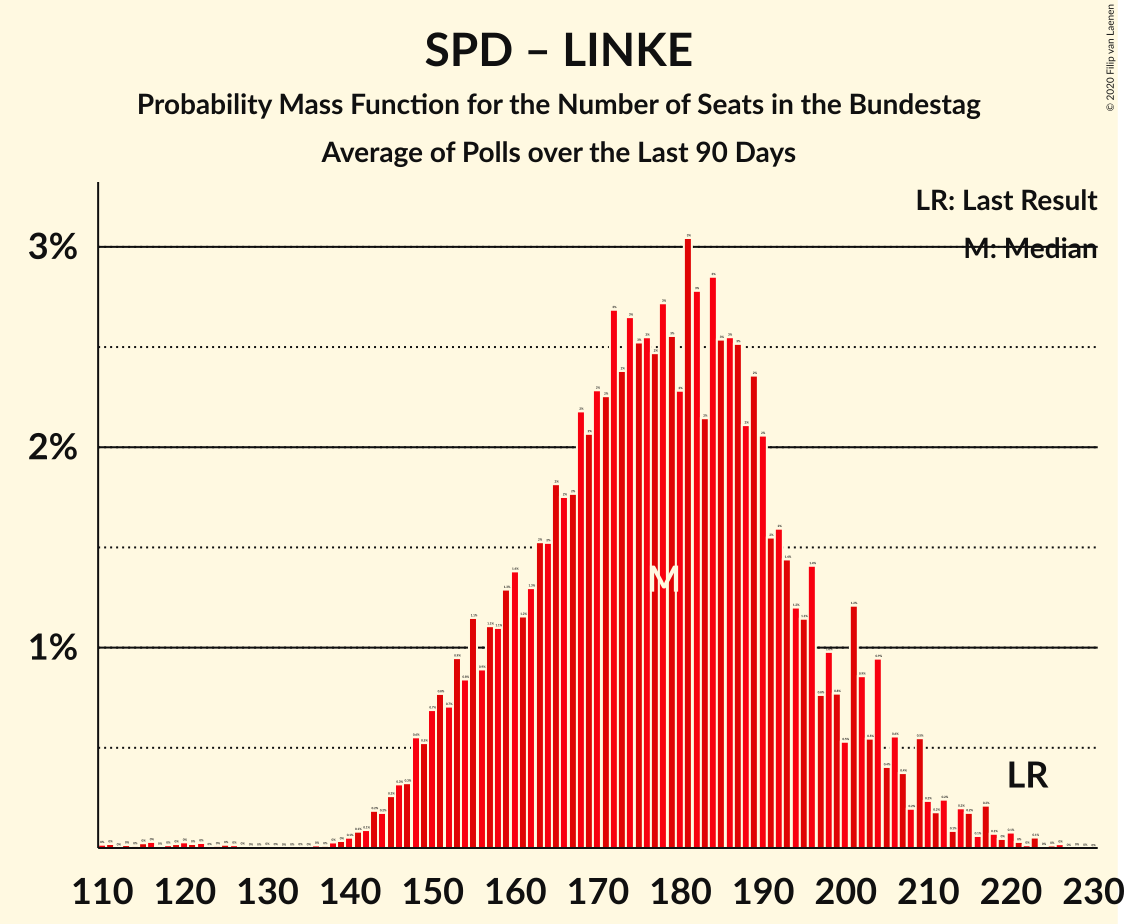 SPD – LINKE
Probability Mass Function for the Number of Seats in the Bundestag
Average of Polls over the Last 90 Days
© 2020 Filip van Laenen
LR: Last Result
M: Median
3%
2%
1%
M
LR
110 120 130 140 150 160 170 180 190 200 210 220 230